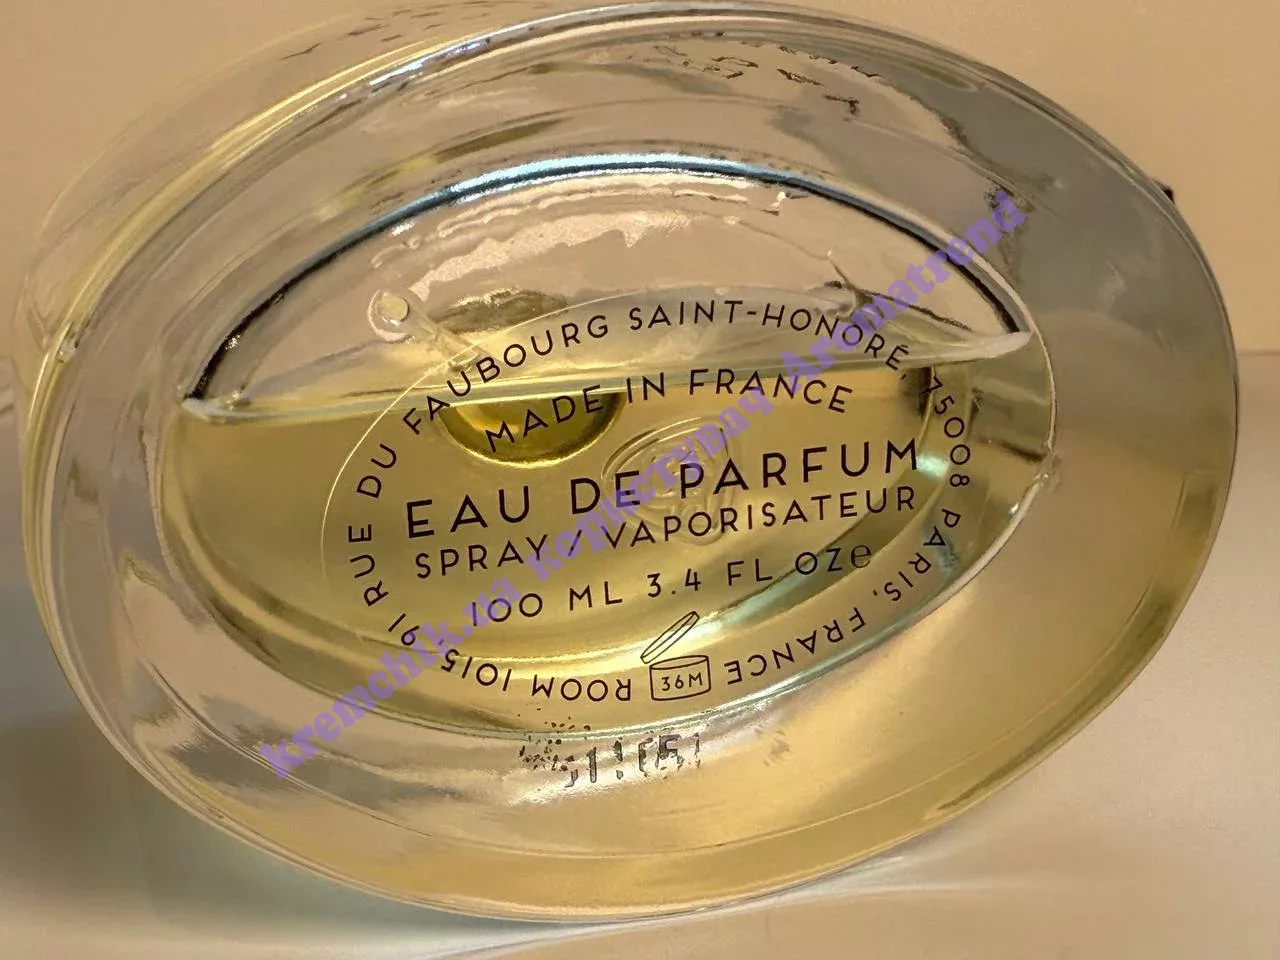 ROOM 1015, 91 RUE DU FAUBOURG SAINT-HONORÉ, 75008 PARIS, FRANCE
MADE IN FRANCE
EAU DE PARFUM
SPRAY / VAPORISATEUR
100 ML 3.4 FL OZ e
36M
kremchik.ua користувач Aromatrend